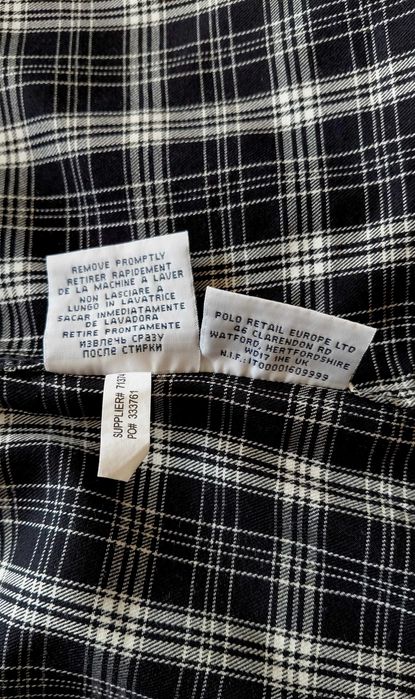 REMOVE PROMPTLY
RETIRER RAPIDEMENT
DE LA MACHINE A LAVER
NON LASCIARE A
LUNGO IN LAVATRICE
SACAR INMEDIATAMENTE
DE LAVADORA
RETIRE PRONTAMENTE
ИЗВЛЕЧЬ СРАЗУ
ПОСЛЕ СТИРКИ
POLO RETAIL EUROPE LTD
46 CLARENDON RD
WATFORD, HERTFORDSHIRE
WD17 1HE UK
N.I.F.:IT00001609999
SUPPLIER# 7137
PO# 333761